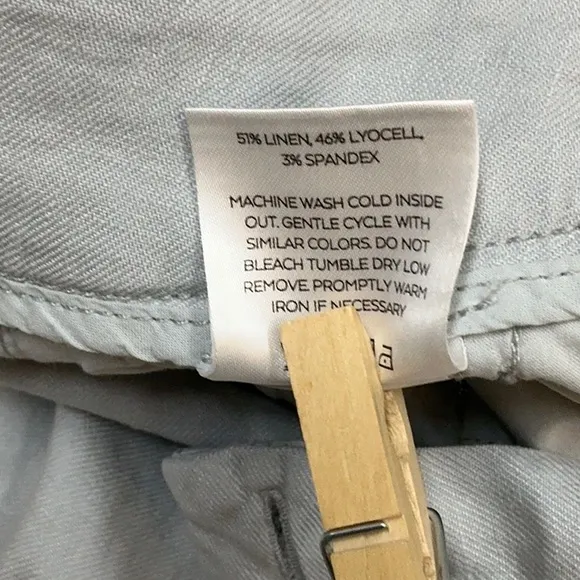 51% LINEN, 46% LYOCELL,
3% SPANDEX
MACHINE WASH COLD INSIDE
OUT. GENTLE CYCLE WITH
SIMILAR COLORS. DO NOT
BLEACH TUMBLE DRY LOW
REMOVE PROMPTLY WARM
IRON IF NECESSARY